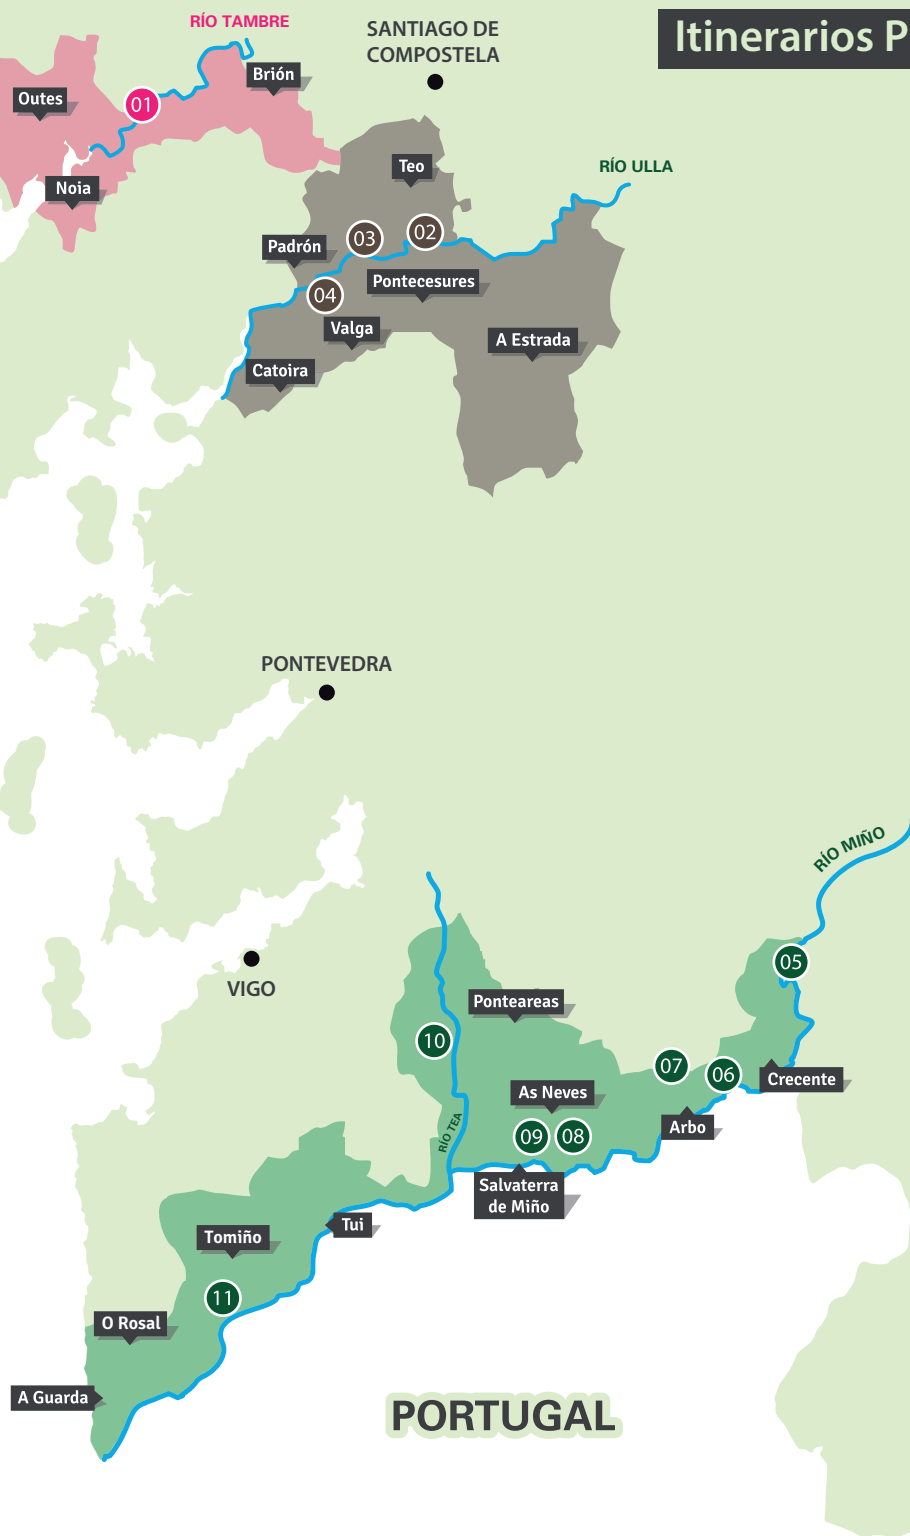 RÍO TAMBRE
SANTIAGO DE
COMPOSTELA
Itinerarios P
Brión
Outes
01
Teo
RÍO ULLA
Noia
03
02
Padrón
Pontecesures
04
Valga
A Estrada
Catoira
PONTEVEDRA
RÍO MIÑO
05
VIGO
Ponteareas
10
07
06
Crecente
As Neves
RÍO TEA
09
08
Arbo
Salvaterra
de Miño
Tui
Tomiño
11
O Rosal
A Guarda
PORTUGAL